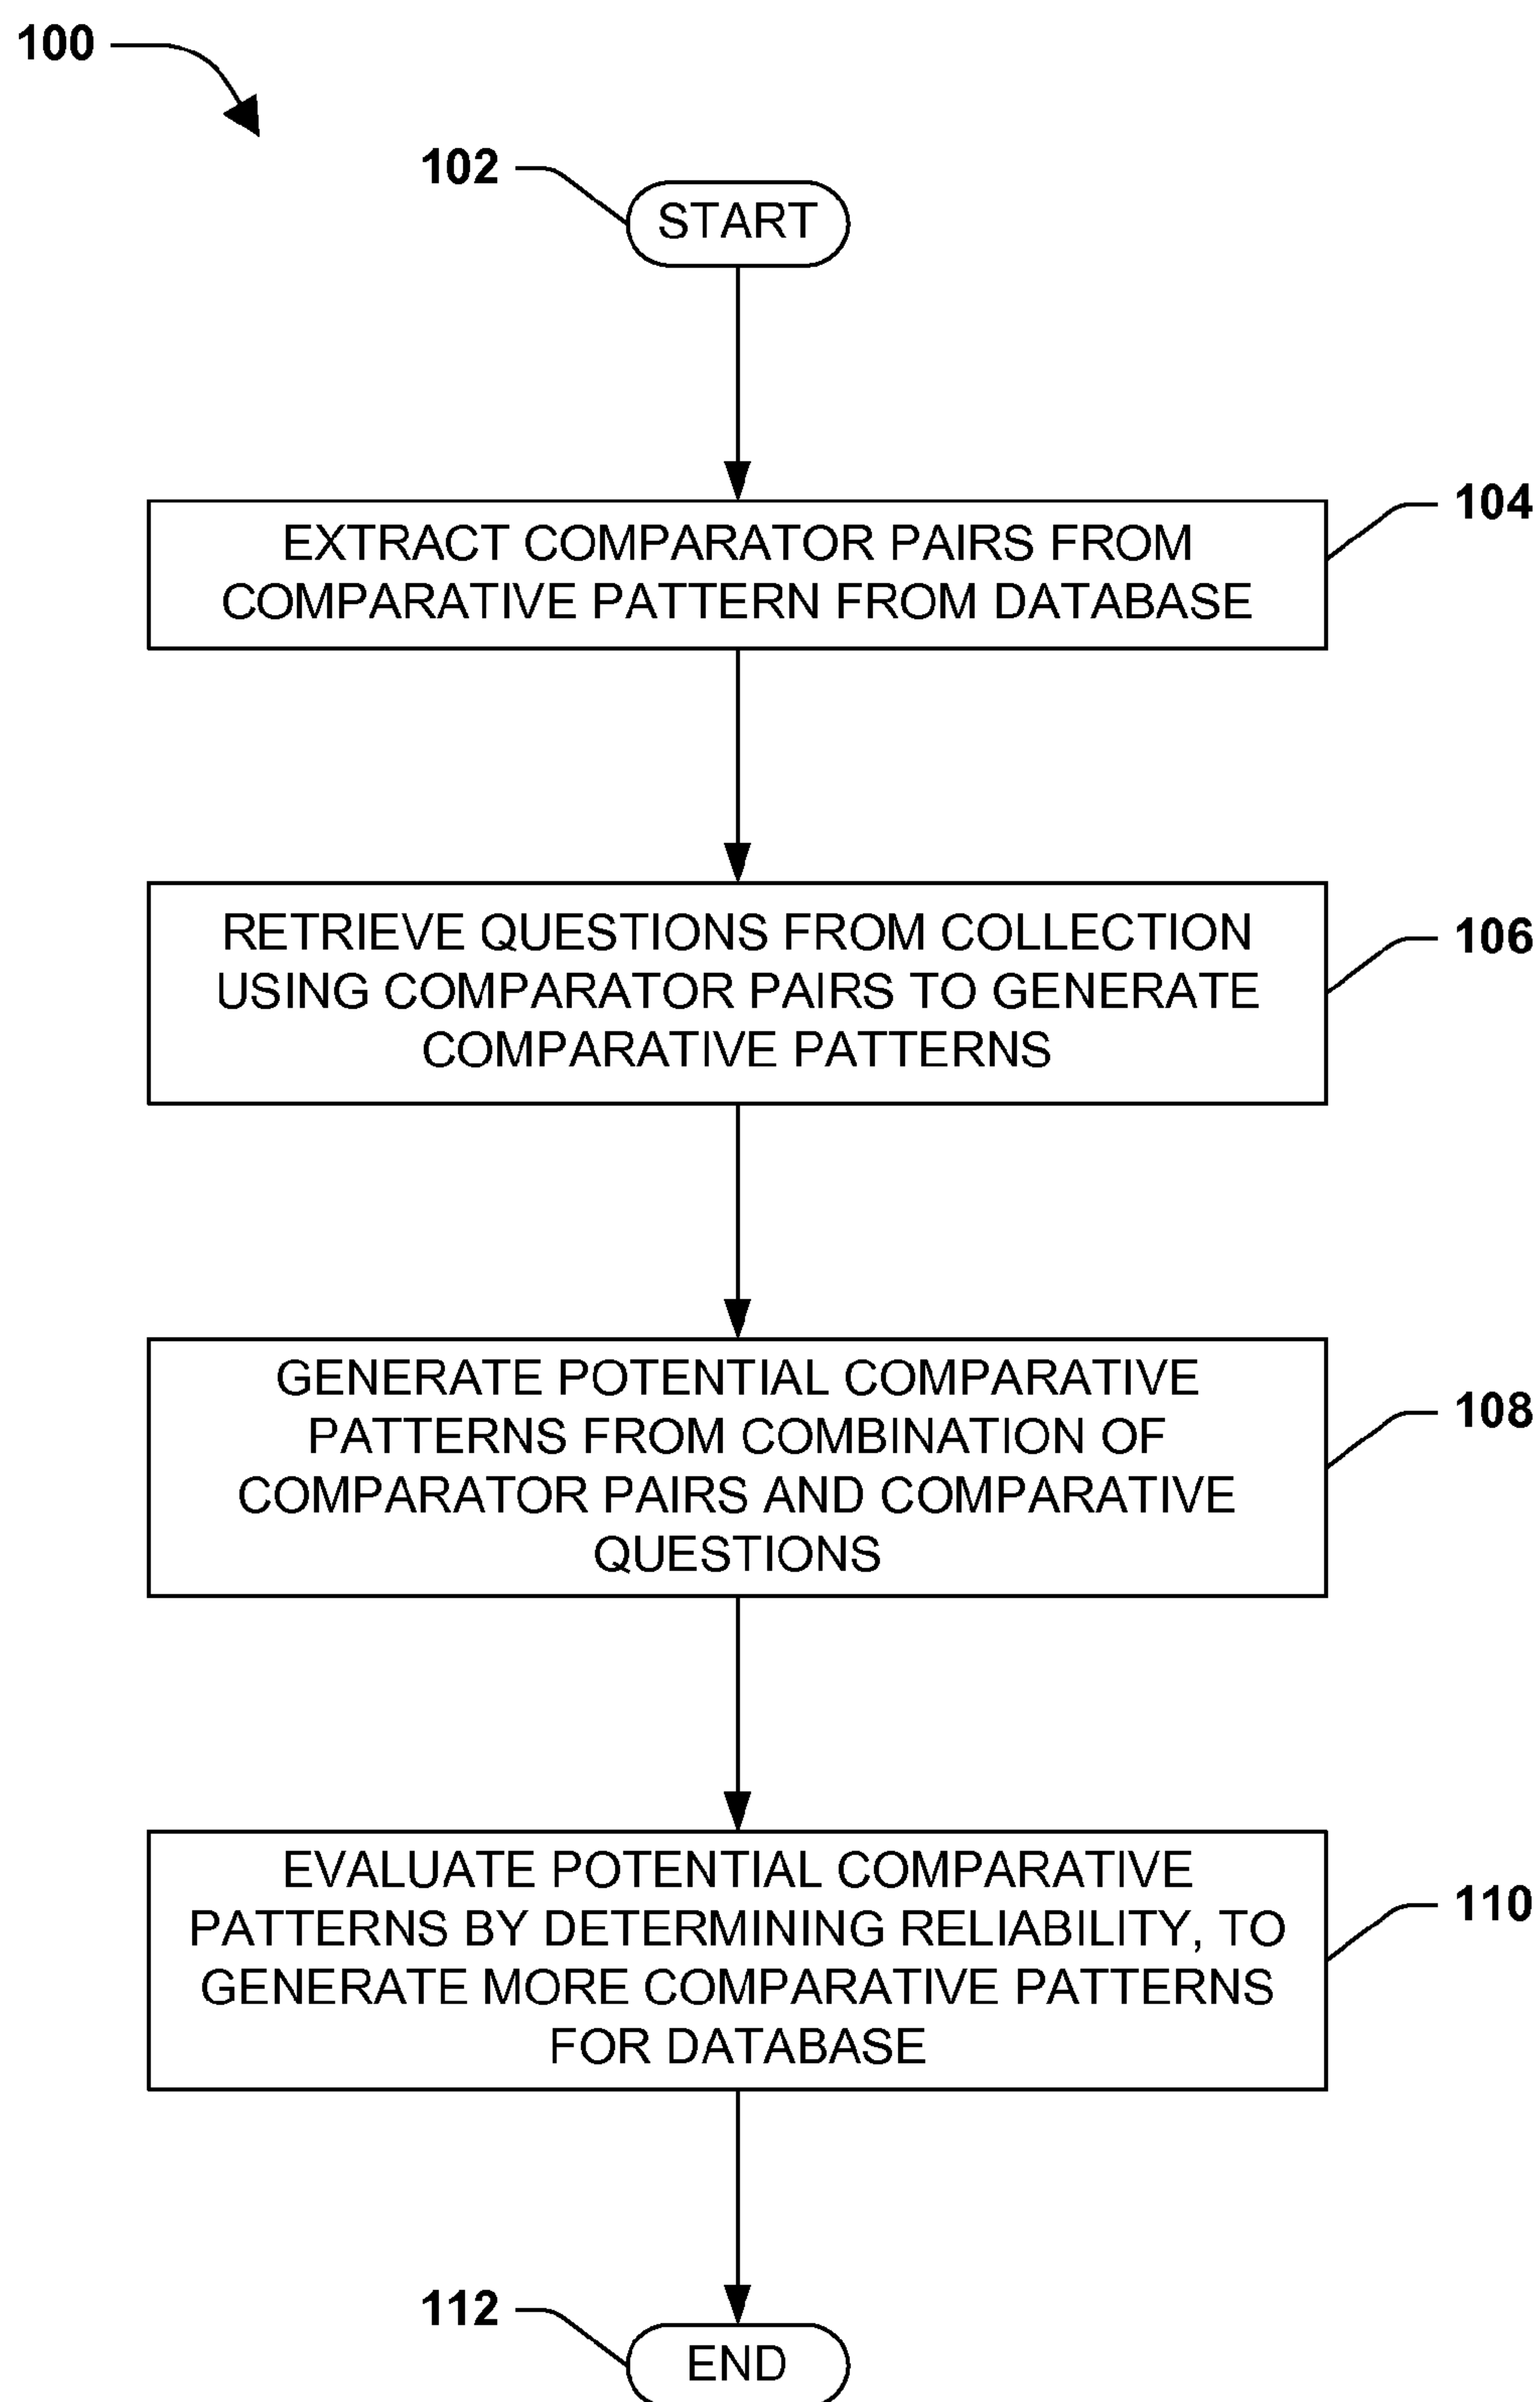 100
102
START
104
EXTRACT COMPARATOR PAIRS FROM
COMPARATIVE PATTERN FROM DATABASE
106
RETRIEVE QUESTIONS FROM COLLECTION
USING COMPARATOR PAIRS TO GENERATE
COMPARATIVE PATTERNS
108
GENERATE POTENTIAL COMPARATIVE
PATTERNS FROM COMBINATION OF
COMPARATOR PAIRS AND COMPARATIVE
QUESTIONS
110
EVALUATE POTENTIAL COMPARATIVE
PATTERNS BY DETERMINING RELIABILITY, TO
GENERATE MORE COMPARATIVE PATTERNS
FOR DATABASE
112
END